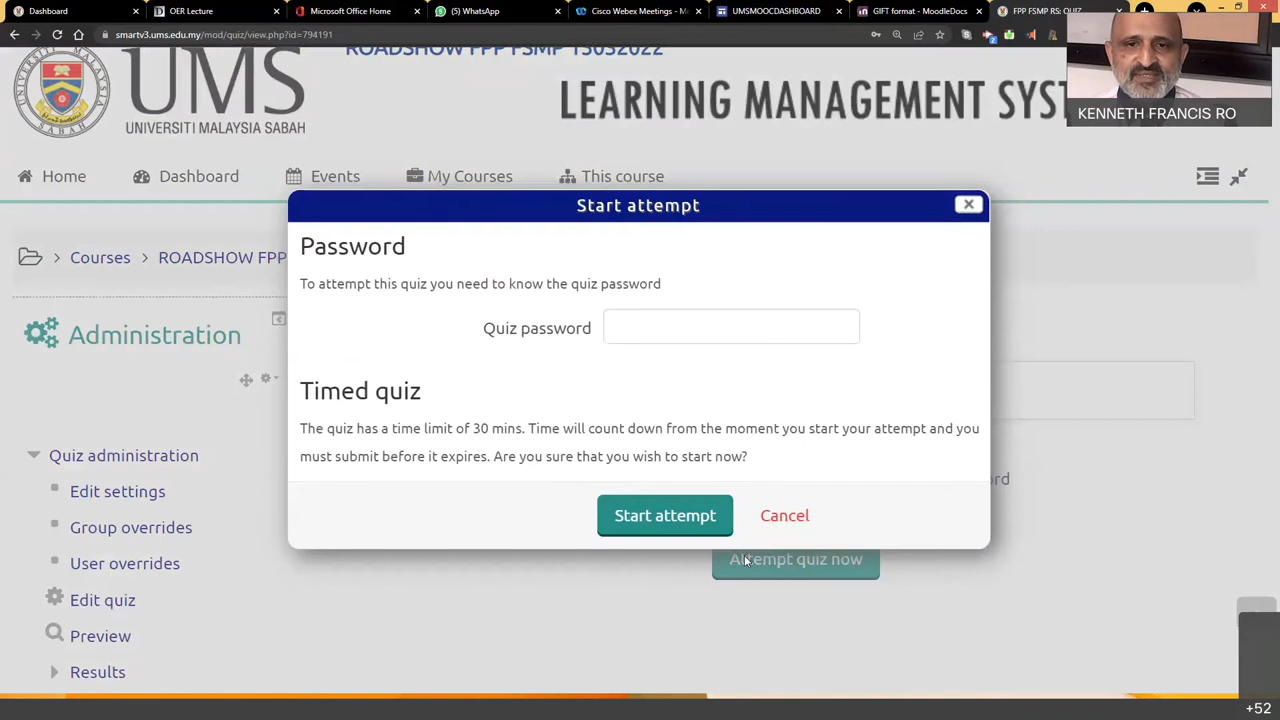 Dashboard
OER Lecture
Microsoft Office Home
(5) WhatsApp
Cisco Webex Meetings - M
UMSMOOCDASHBOARD
GIFT format - MoodleDocs
FPP FSMP RS: QUIZ
smartv3.ums.edu.my/mod/quiz/view.php?id=794191
ROADSHOW FPP FSMP 15032022
UMS
UNIVERSITI MALAYSIA SABAH
LEARNING MANAGEMENT SYST
KENNETH FRANCIS RO
Home
Dashboard
Events
My Courses
This course
Start attempt
Password
To attempt this quiz you need to know the quiz password
Quiz password
Timed quiz
The quiz has a time limit of 30 mins. Time will count down from the moment you start your attempt and you
must submit before it expires. Are you sure that you wish to start now?
Start attempt
Cancel
Courses > ROADSHOW FPP
Administration
Quiz administration
Edit settings
Group overrides
User overrides
Edit quiz
Preview
Results
rd
Attempt quiz now
+52